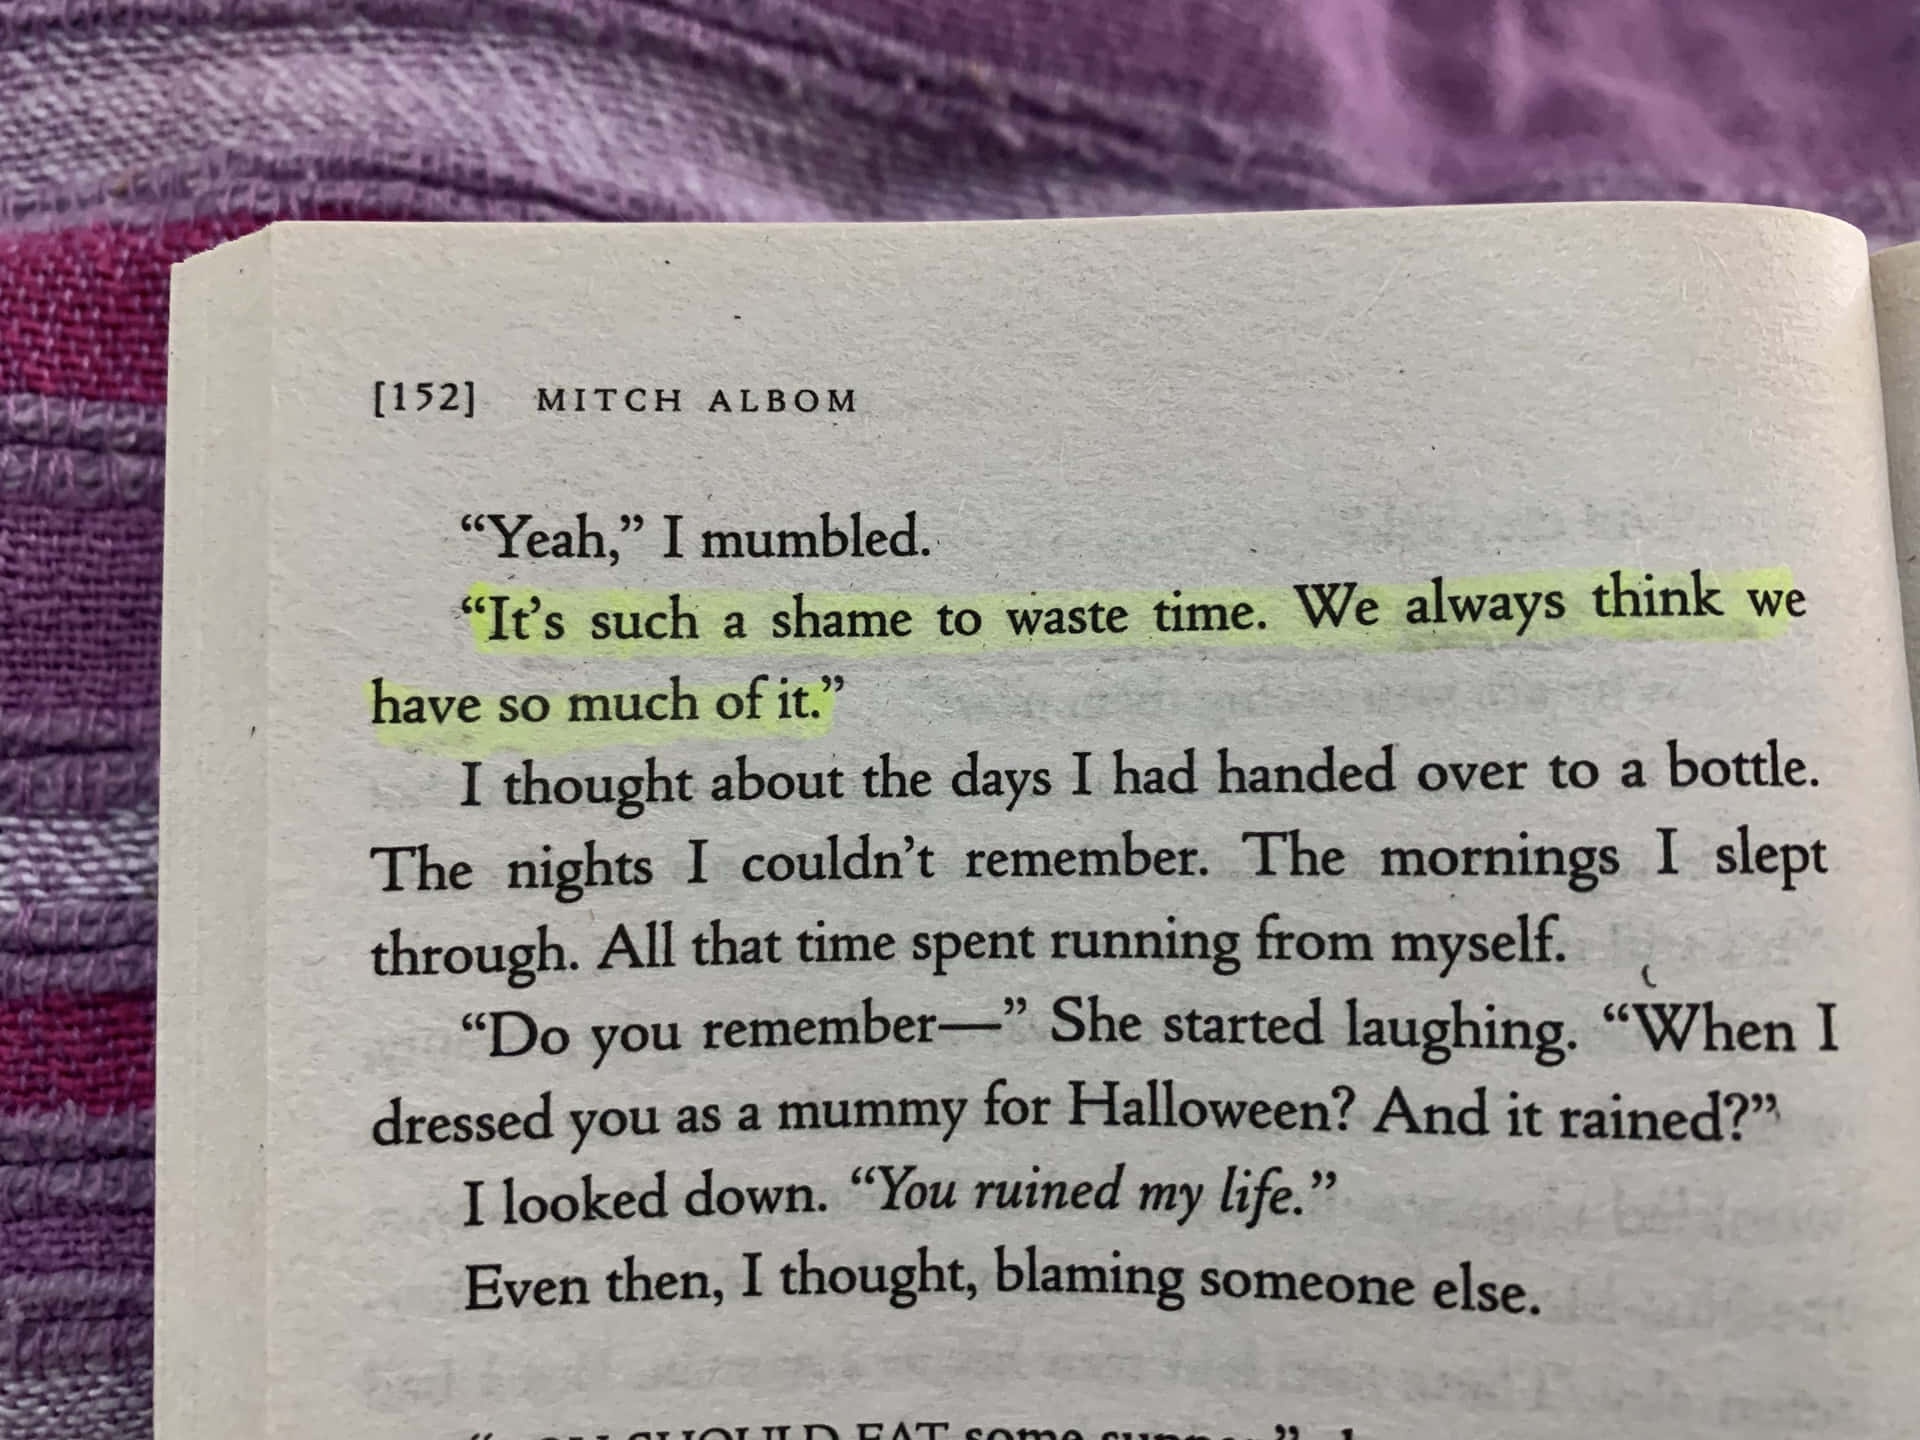 [152] MITCH ALBOM
“Yeah,” I mumbled.
“It’s such a shame to waste time. We always think we
have so much of it.”
I thought about the days I had handed over to a bottle.
The nights I couldn’t remember. The mornings I slept
through. All that time spent running from myself.
“Do you remember—” She started laughing. “When I
dressed you as a mummy for Halloween? And it rained?”
I looked down. “You ruined my life.”
Even then, I thought, blaming someone else.
SHOULD EAT some